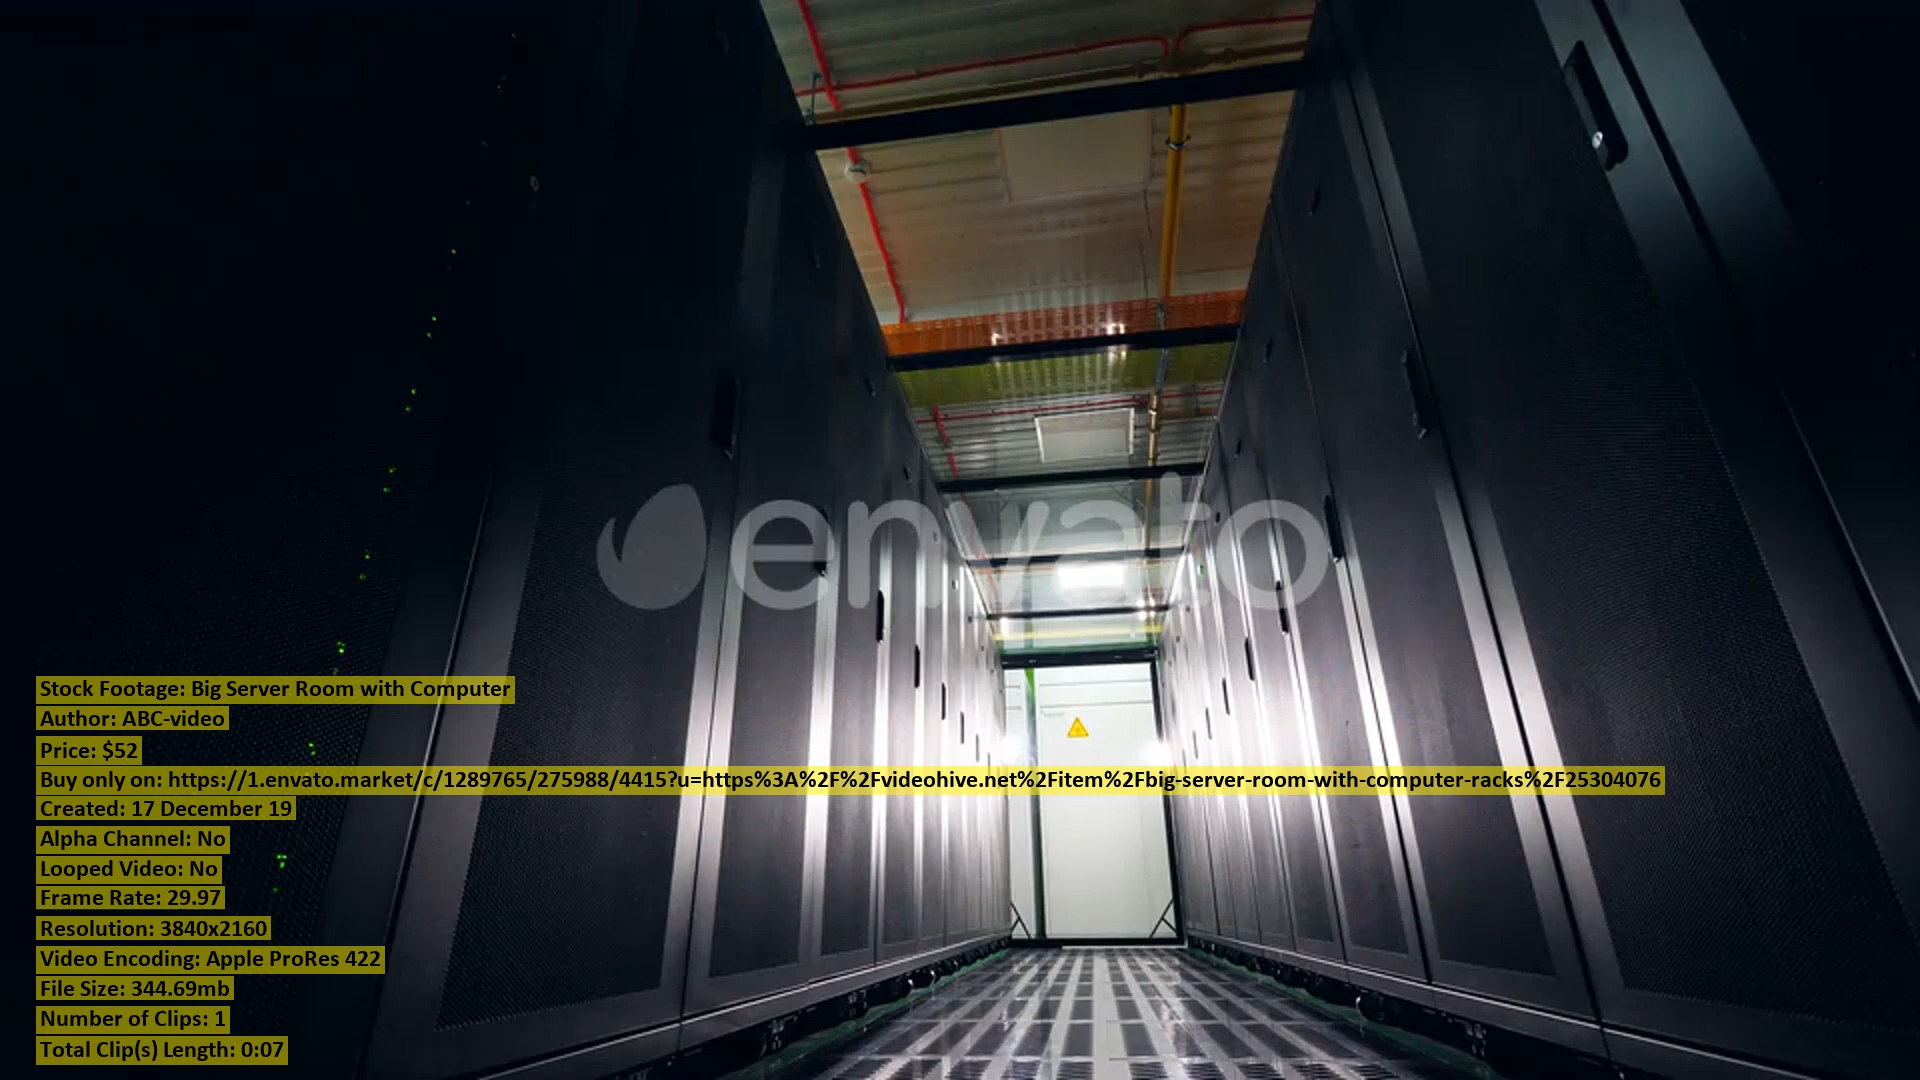 envato
Stock Footage: Big Server Room with Computer
Author: ABC-video
Price: $52
Buy only on: https://1.envato.market/c/1289765/275988/4415?u=https%3A%2F%2Fvideohive.net%2Fitem%2Fbig-server-room-with-computer-racks%2F25304076
Created: 17 December 19
Alpha Channel: No
Looped Video: No
Frame Rate: 29.97
Resolution: 3840x2160
Video Encoding: Apple ProRes 422
File Size: 344.69mb
Number of Clips: 1
Total Clip(s) Length: 0:07